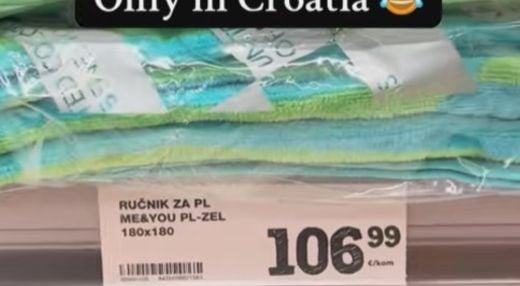 Only in Croatia 😂
RUČNIK ZA PL
ME&YOU PL-ZEL
180x180
106 99
€/kom